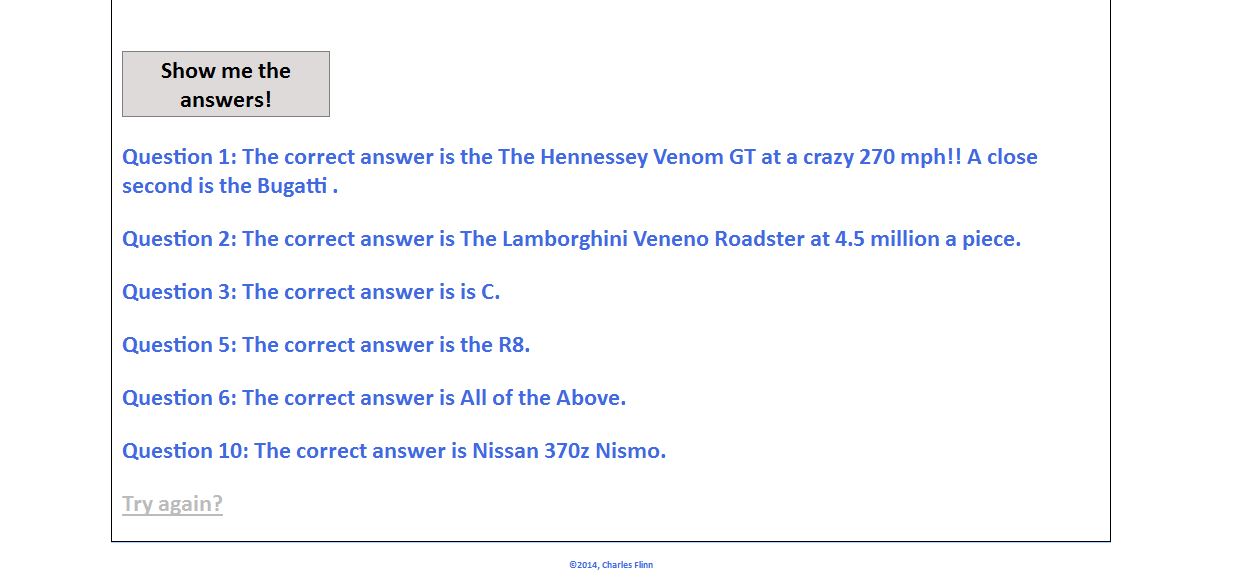 Show me the
answers!
Question 1: The correct answer is the The Hennessey Venom GT at a crazy 270 mph!! A close
second is the Bugatti .
Question 2: The correct answer is The Lamborghini Veneno Roadster at 4.5 million a piece.
Question 3: The correct answer is is C.
Question 5: The correct answer is the R8.
Question 6: The correct answer is All of the Above.
Question 10: The correct answer is Nissan 370z Nismo.
Try again?
©2014, Charles Flinn